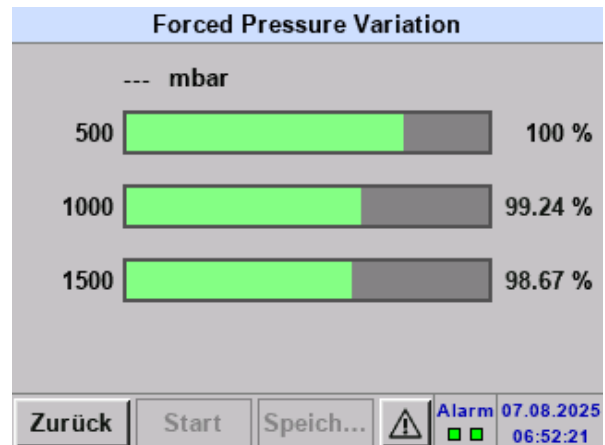 Forced Pressure Variation
--- mbar
500 100 %
1000 99.24 %
1500 98.67 %
Zurück Start Speich... Alarm 07.08.2025
06:52:21